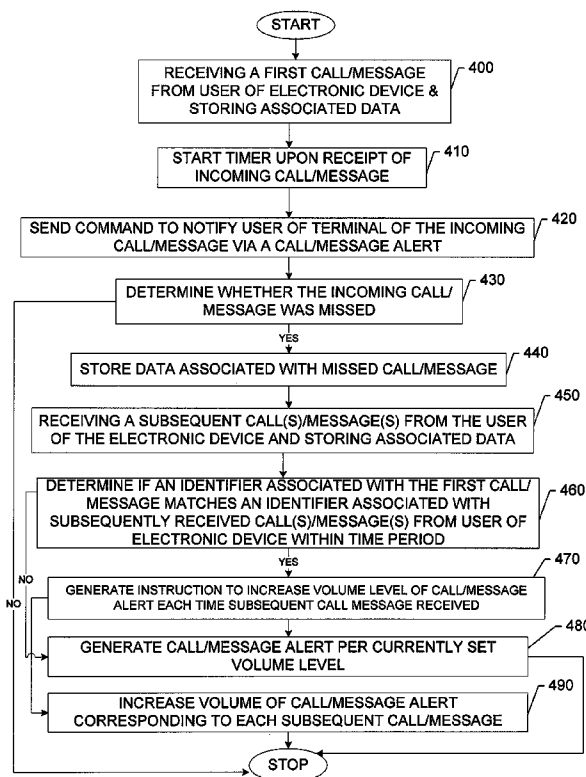 START
RECEIVING A FIRST CALL/MESSAGE
FROM USER OF ELECTRONIC DEVICE &
STORING ASSOCIATED DATA
400
START TIMER UPON RECEIPT OF
INCOMING CALL/MESSAGE
410
SEND COMMAND TO NOTIFY USER OF TERMINAL OF THE INCOMING
CALL/MESSAGE VIA A CALL/MESSAGE ALERT
420
DETERMINE WHETHER THE INCOMING CALL/
MESSAGE WAS MISSED
430
YES
STORE DATA ASSOCIATED WITH MISSED CALL/MESSAGE
440
RECEIVING A SUBSEQUENT CALL(S)/MESSAGE(S) FROM THE USER
OF THE ELECTRONIC DEVICE AND STORING ASSOCIATED DATA
450
DETERMINE IF AN IDENTIFIER ASSOCIATED WITH THE FIRST CALL/
MESSAGE MATCHES AN IDENTIFIER ASSOCIATED WITH
SUBSEQUENTLY RECEIVED CALL(S)/MESSAGE(S) FROM USER OF
ELECTRONIC DEVICE WITHIN TIME PERIOD
460
YES
NO
NO
GENERATE INSTRUCTION TO INCREASE VOLUME LEVEL OF CALL/MESSAGE
ALERT EACH TIME SUBSEQUENT CALL MESSAGE RECEIVED
470
GENERATE CALL/MESSAGE ALERT PER CURRENTLY SET
VOLUME LEVEL
480
INCREASE VOLUME OF CALL/MESSAGE ALERT
CORRESPONDING TO EACH SUBSEQUENT CALL/MESSAGE
490
STOP